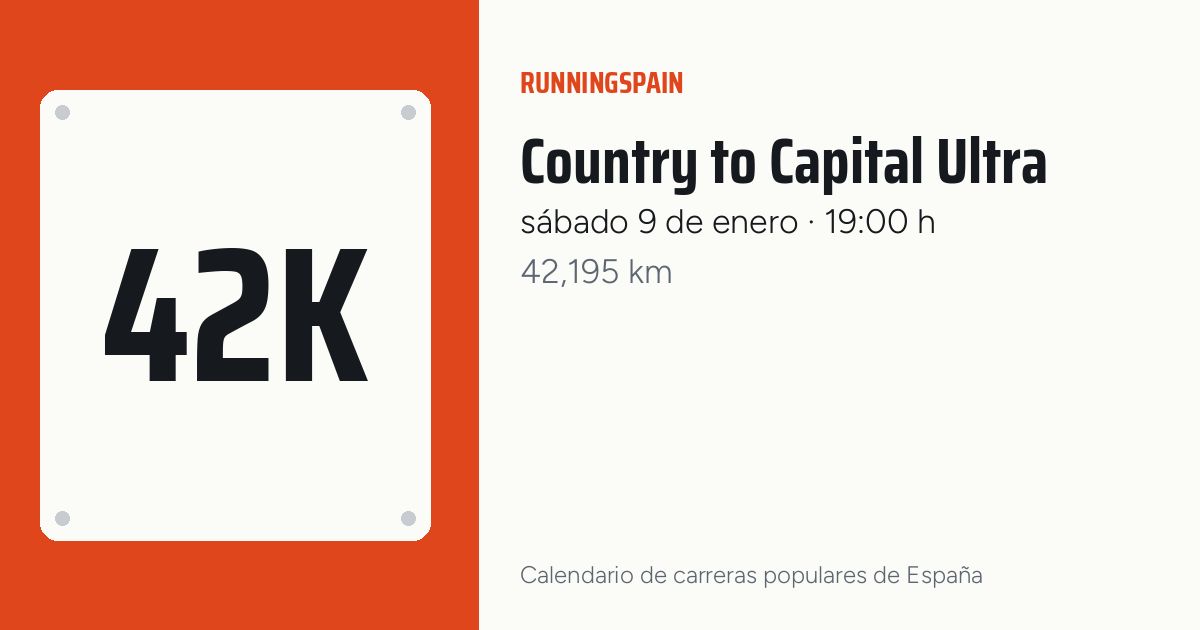 42K
RUNNINGSPAIN
Country to Capital Ultra
sábado 9 de enero · 19:00 h
42,195 km
Calendario de carreras populares de España